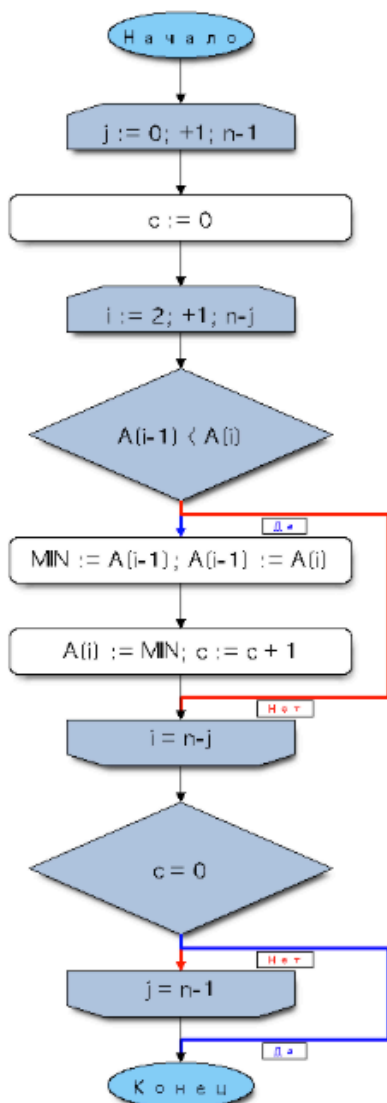 Начало
j := 0; +1; n-1
c := 0
i := 2; +1; n-j
A(i-1) < A(i)
Да
MIN := A(i-1); A(i-1) := A(i)
A(i) := MIN; c := c + 1
Нет
i = n-j
c = 0
Нет
j = n-1
Да
Конец